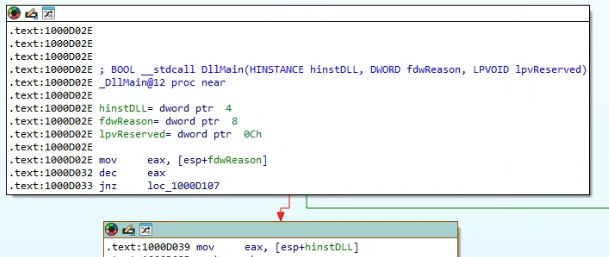 .text:1000D02E
.text:1000D02E
.text:1000D02E
.text:1000D02E ; BOOL __stdcall DllMain(HINSTANCE hinstDLL, DWORD fdwReason, LPVOID lpvReserved)
.text:1000D02E _DllMain@12 proc near
.text:1000D02E
.text:1000D02E hinstDLL= dword ptr 4
.text:1000D02E fdwReason= dword ptr 8
.text:1000D02E lpvReserved= dword ptr 0Ch
.text:1000D02E
.text:1000D02E mov eax, [esp+fdwReason]
.text:1000D032 dec eax
.text:1000D033 jnz loc_1000D107
.text:1000D039 mov eax, [esp+hinstDLL]